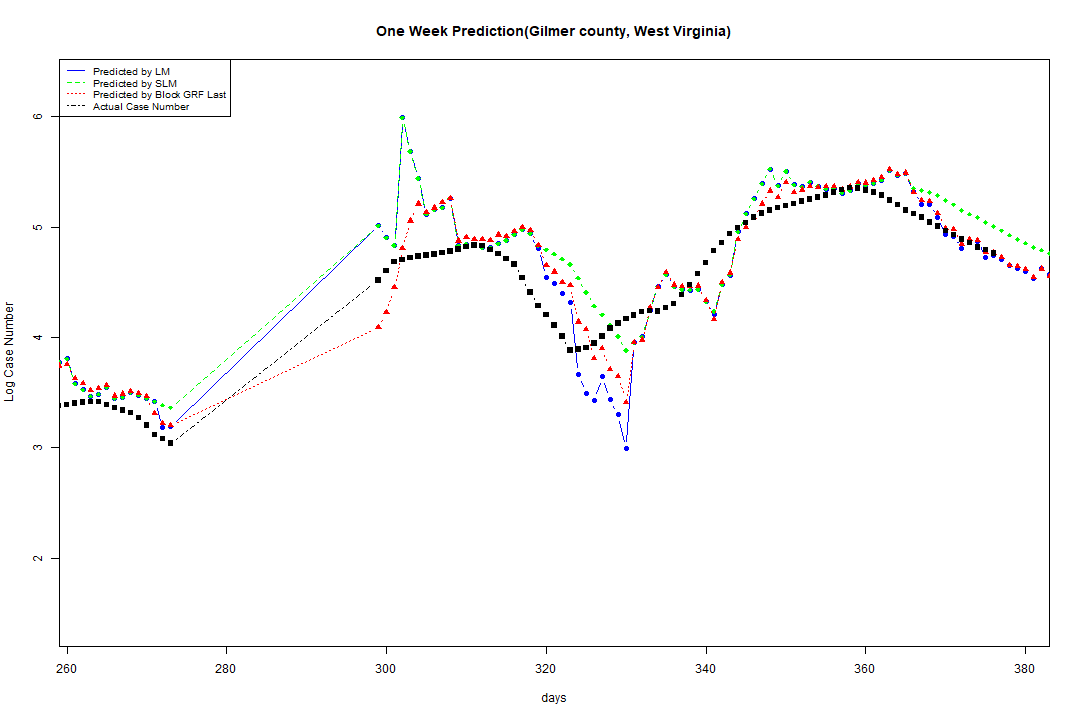 One Week Prediction(Gilmer county, West Virginia)
Predicted by LM
Predicted by SLM
Predicted by Block GRF Last
Actual Case Number
6
5
4
3
2
Log Case Number
260 280 300 320 340 360 380
days